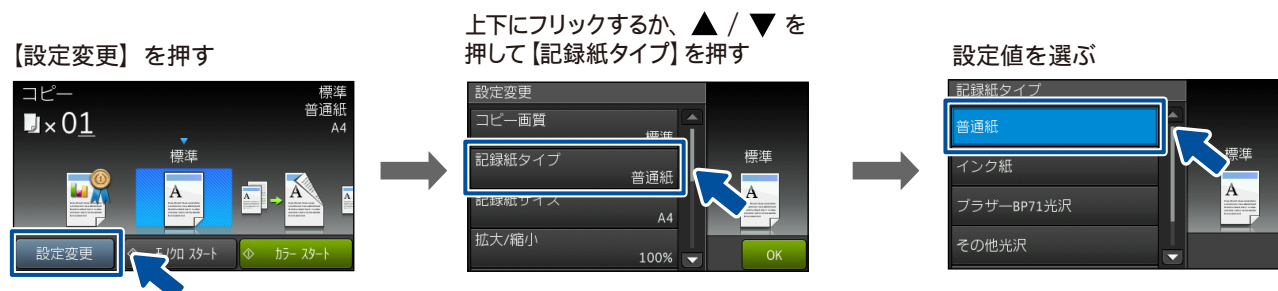 【設定変更】を押す
コピー
標準
普通紙
A4
×01
標準
設定変更
モノクロ スタート
カラー スタート
上下にフリックするか、▲ / ▼ を
押して【記録紙タイプ】を押す
設定変更
コピー画質
標準
記録紙タイプ
普通紙
記録紙サイズ
A4
拡大/縮小
100%
標準
A
OK
設定値を選ぶ
記録紙タイプ
普通紙
インク紙
ブラザーBP71光沢
その他光沢
標準
A